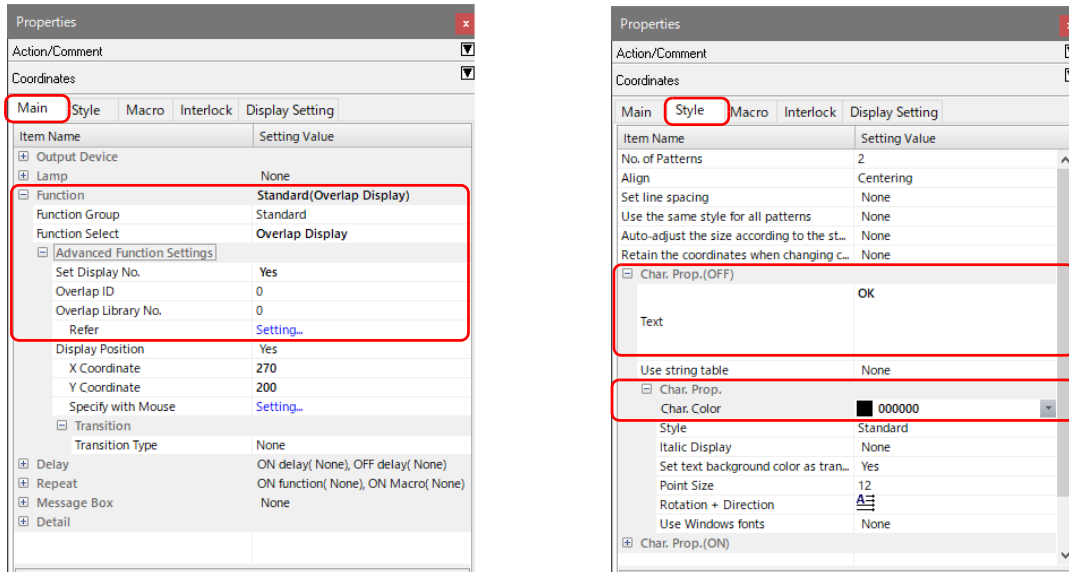 Properties
x
Action/Comment
Coordinates
Main Style Macro Interlock Display Setting
Item Name Setting Value
Output Device
Lamp None
Function Standard(Overlap Display)
Function Group Standard
Function Select Overlap Display
Advanced Function Settings
Set Display No. Yes
Overlap ID 0
Overlap Library No. 0
Refer Setting...
Display Position Yes
X Coordinate 270
Y Coordinate 200
Specify with Mouse Setting...
Transition
Transition Type None
Delay ON delay( None), OFF delay( None)
Repeat ON function( None), ON Macro( None)
Message Box None
Detail
Properties
x
Action/Comment
Coordinates
Main Style Macro Interlock Display Setting
Item Name Setting Value
No. of Patterns 2
Align Centering
Set line spacing None
Use the same style for all patterns None
Auto-adjust the size according to the st... None
Retain the coordinates when changing c... None
Char. Prop.(OFF)
Text OK
Use string table None
Char. Prop.
Char. Color 000000
Style Standard
Italic Display None
Set text background color as tran... Yes
Point Size 12
Rotation + Direction A
Use Windows fonts None
Char. Prop.(ON)